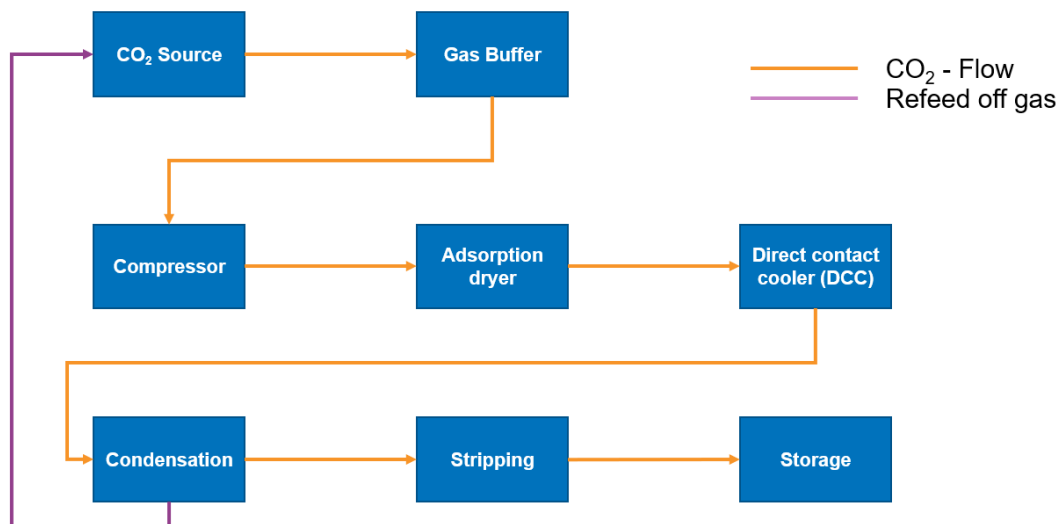 CO₂ Source
Gas Buffer
CO₂ - Flow
Refeed off gas
Compressor
Adsorption
dryer
Direct contact
cooler (DCC)
Condensation
Stripping
Storage